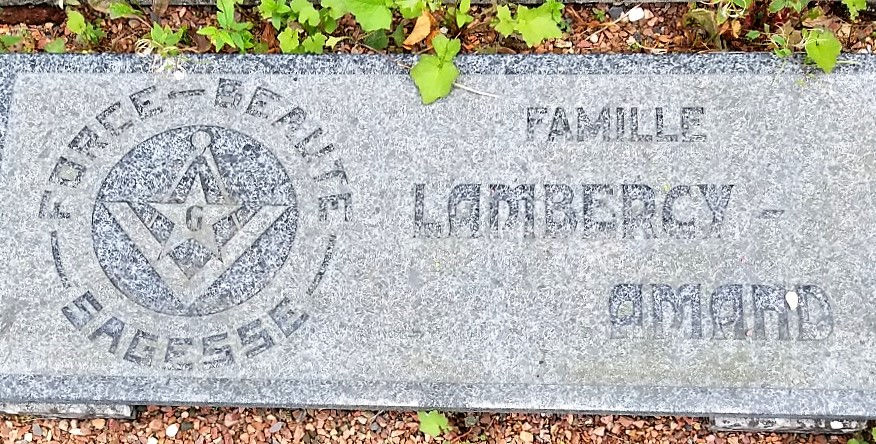 FORCE - BEAUTE - SAGESSE -
G
FAMILLE
LAMBERCY -
AMAND